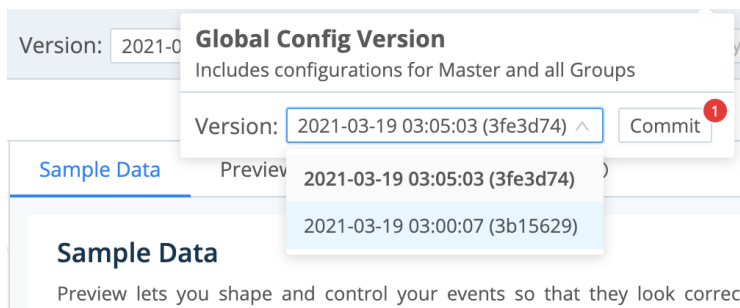 Global Config Version
Includes configurations for Master and all Groups
Version: 2021-0
Version: 2021-03-19 03:05:03 (3fe3d74) Commit 1
2021-03-19 03:05:03 (3fe3d74)
2021-03-19 03:00:07 (3b15629)
Sample Data Preview
Sample Data
Preview lets you shape and control your events so that they look correc